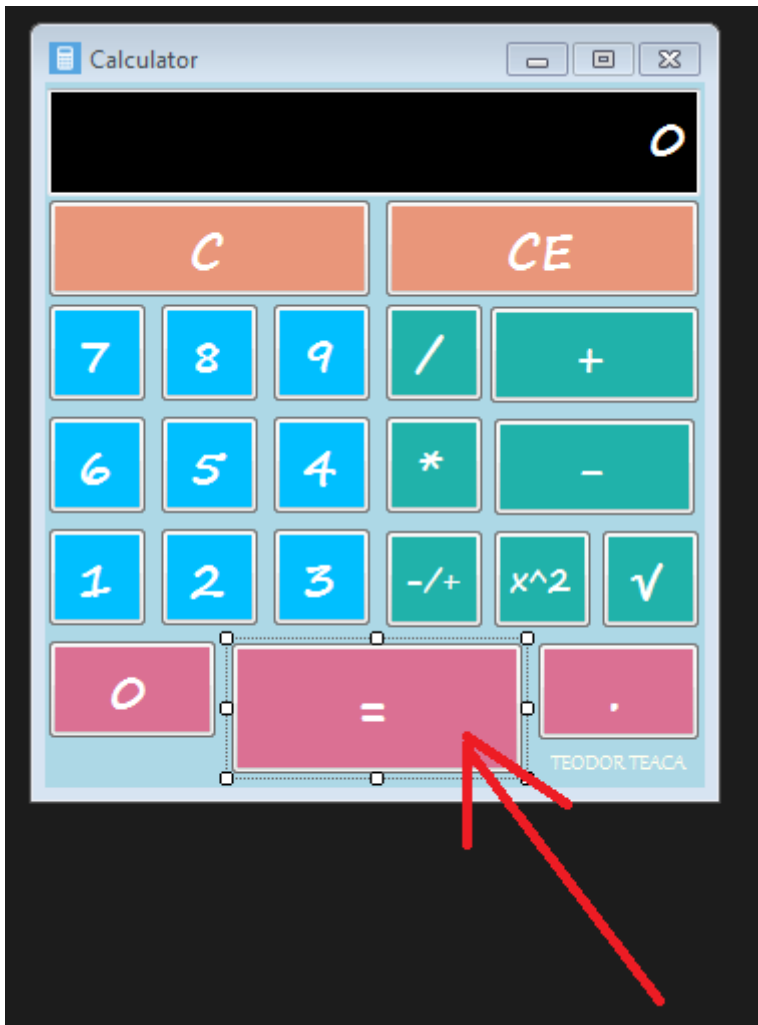 Calculator
0
C CE
7 8 9 / +
6 5 4 * -
1 2 3 -/+ x^2 √
0 = .
TEODOR TEACA